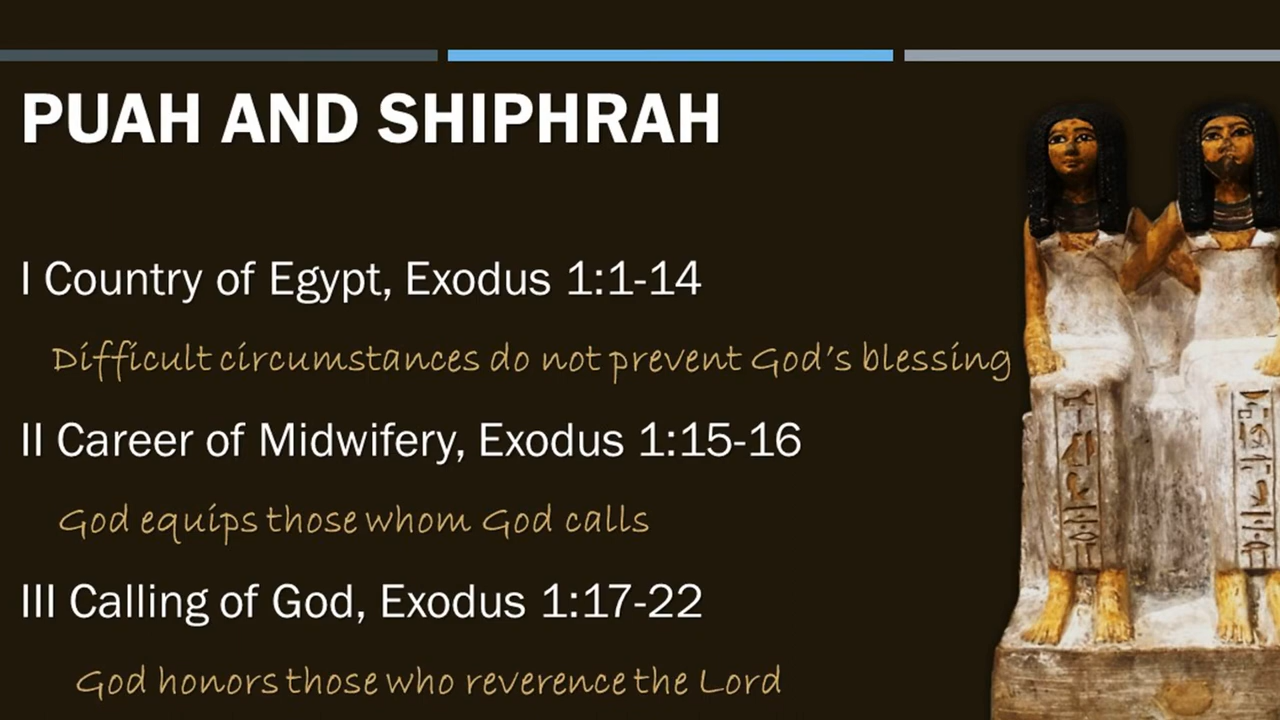 PUAH AND SHIPHRAH
I Country of Egypt, Exodus 1:1-14
Difficult circumstances do not prevent God's blessing
II Career of Midwifery, Exodus 1:15-16
God equips those whom God calls
III Calling of God, Exodus 1:17-22
God honors those who reverence the Lord